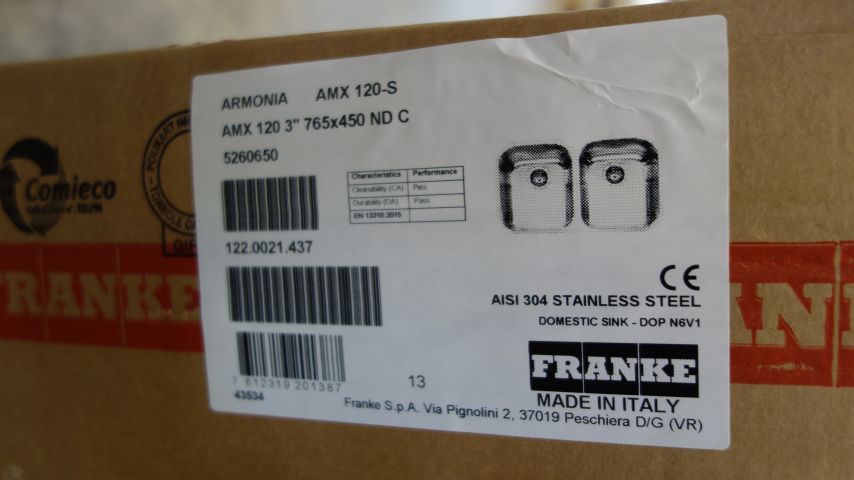 ARMONIA AMX 120-S
AMX 120 3" 765x450 ND C
5260650
Characteristics Performance
Cleanability (CA) Pass
Durability (DA) Pass
EN 13310:2015
122.0021.437
7 612319 201387
43534
13
CE
AISI 304 STAINLESS STEEL
DOMESTIC SINK - DOP N6V1
FRANKE
MADE IN ITALY
Franke S.p.A. Via Pignolini 2, 37019 Peschiera D/G (VR)
Comieco
FRANKE
AN